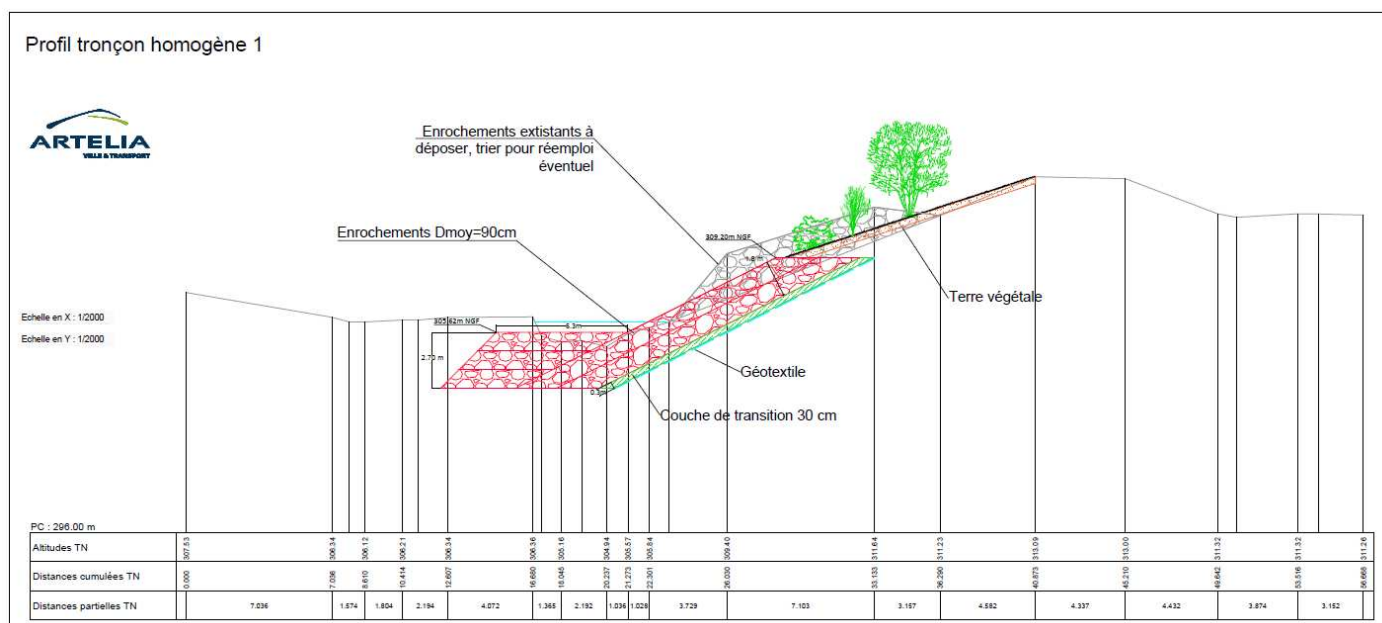 Profil tronçon homogène 1
ARTELIA
VILLE & TRANSPORT
Enrochements extistants à
déposer, trier pour réemploi
éventuel
Enrochements Dmoy=90cm
309.20m NGF
1.8 m
Terre végétale
Echelle en X : 1/2000
Echelle en Y : 1/2000
305.62m NGF
6.3m
2.70 m
Géotextile
0.3m
Couche de transition 30 cm
PC : 296.00 m
Altitudes TN 307.53 306.34 306.12 306.21 306.34 306.36 305.16 304.94 305.57 305.84 309.40 311.64 311.23 313.09 313.00 311.32 311.32 311.26
Distances cumulées TN 0.000 7.036 8.610 10.414 12.607 16.680 18.045 20.237 21.273 22.301 26.030 33.133 36.290 40.873 45.210 49.642 53.516 56.668
Distances partielles TN 7.036 1.574 1.804 2.194 4.072 1.365 2.192 1.036 1.028 3.729 7.103 3.157 4.582 4.337 4.432 3.874 3.152